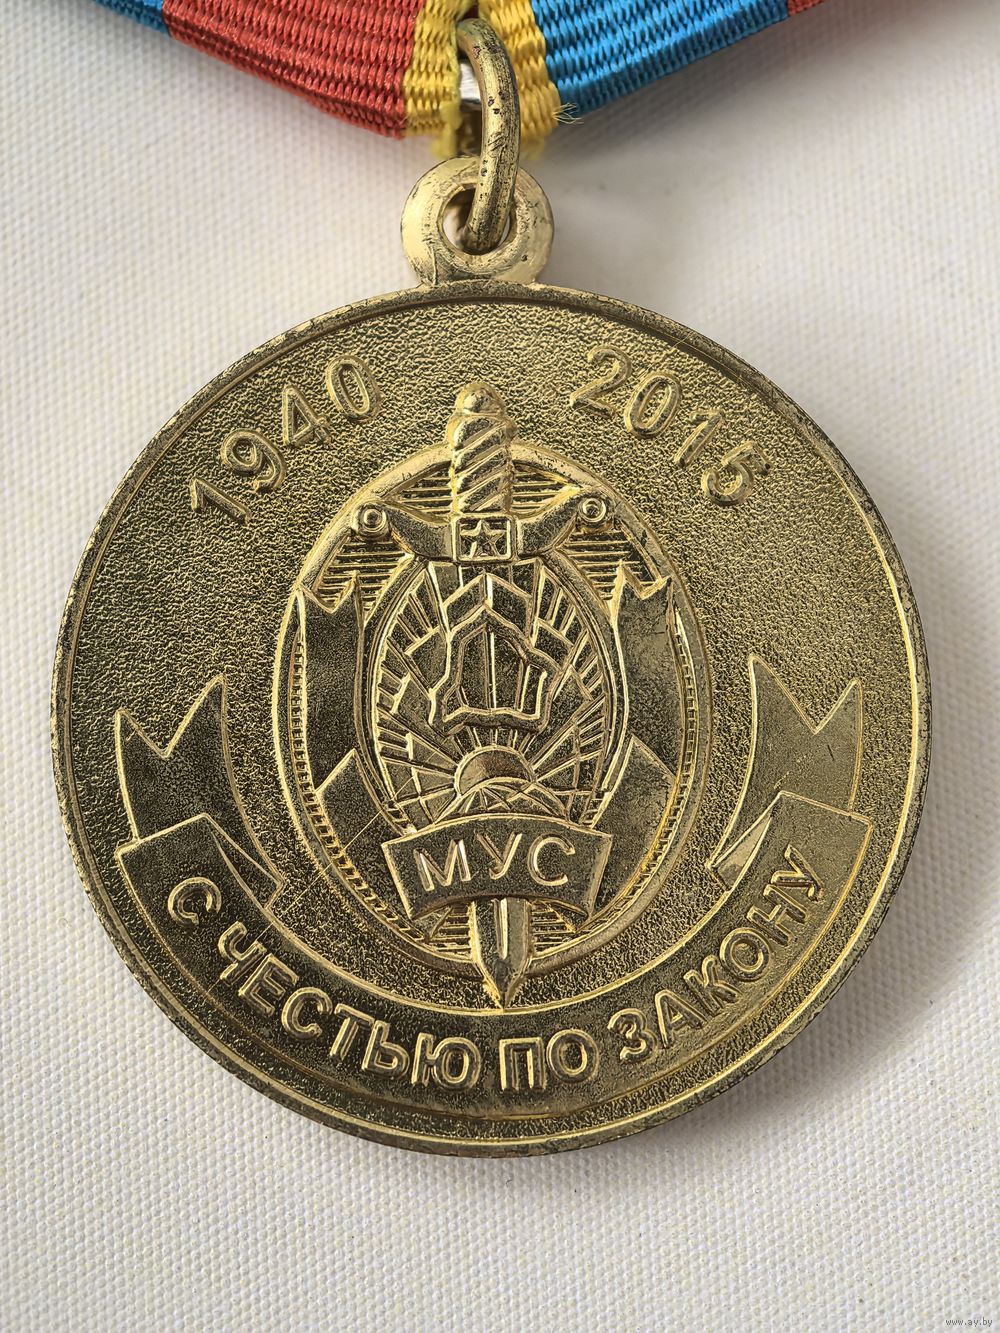 1940 2015
МУС
С ЧЕСТЬЮ ПО ЗАКОНУ
www.ay.by